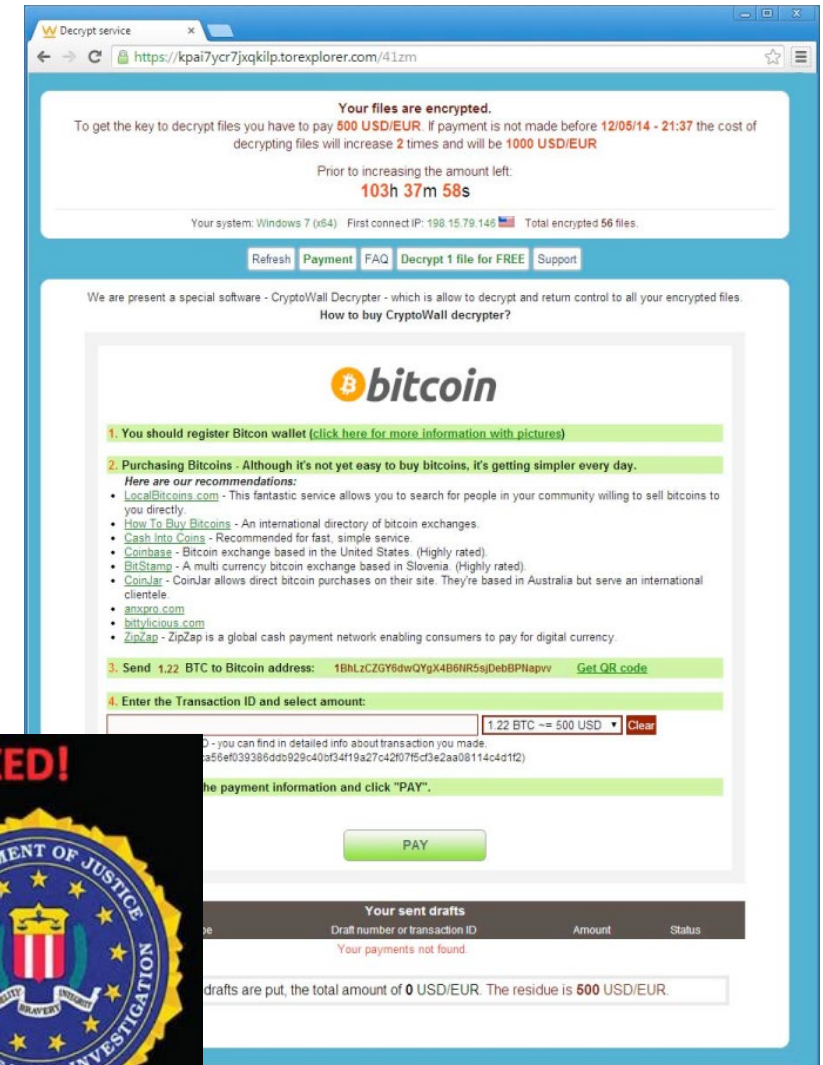 Decrypt service
https://kpai7ycr7jxqkilp.torexplorer.com/41zm
Your files are encrypted.
To get the key to decrypt files you have to pay 500 USD/EUR. If payment is not made before 12/05/14 - 21:37 the cost of
decrypting files will increase 2 times and will be 1000 USD/EUR
Prior to increasing the amount left:
103h 37m 58s
Your system: Windows 7 (x64) First connect IP: 198.15.79.146 Total encrypted 56 files.
Refresh Payment FAQ Decrypt 1 file for FREE Support
We are present a special software - CryptoWall Decrypter - which is allow to decrypt and return control to all your encrypted files.
How to buy CryptoWall decrypter?
bitcoin
1. You should register Bitcon wallet (click here for more information with pictures)
2. Purchasing Bitcoins - Although it's not yet easy to buy bitcoins, it's getting simpler every day.
Here are our recommendations:
• LocalBitcoins.com - This fantastic service allows you to search for people in your community willing to sell bitcoins to
you directly.
• How To Buy Bitcoins - An international directory of bitcoin exchanges.
• Cash Into Coins - Recommended for fast, simple service.
• Coinbase - Bitcoin exchange based in the United States. (Highly rated).
• BitStamp - A multi currency bitcoin exchange based in Slovenia. (Highly rated).
• CoinJar - CoinJar allows direct bitcoin purchases on their site. They're based in Australia but serve an international
clientele.
• anxpro.com
• bittylicious.com
• ZipZap - ZipZap is a global cash payment network enabling consumers to pay for digital currency.
3. Send 1.22 BTC to Bitcoin address: 1BhLzCZGY6dwQYgX4B6NR5sjDebBPNapvv Get QR code
4. Enter the Transaction ID and select amount:
1.22 BTC ~= 500 USD Clear
- you can find in detailed info about transaction you made.
a56ef039386ddb929c40bf34f19a27c42f07f5cf3e2aa08114c4d1f2)
he payment information and click "PAY".
PAY
Your sent drafts
Draft number or transaction ID Amount Status
Your payments not found.
drafts are put, the total amount of 0 USD/EUR. The residue is 500 USD/EUR.
ED!
MENT OF JUSTICE
BRAVERY INTEGRITY